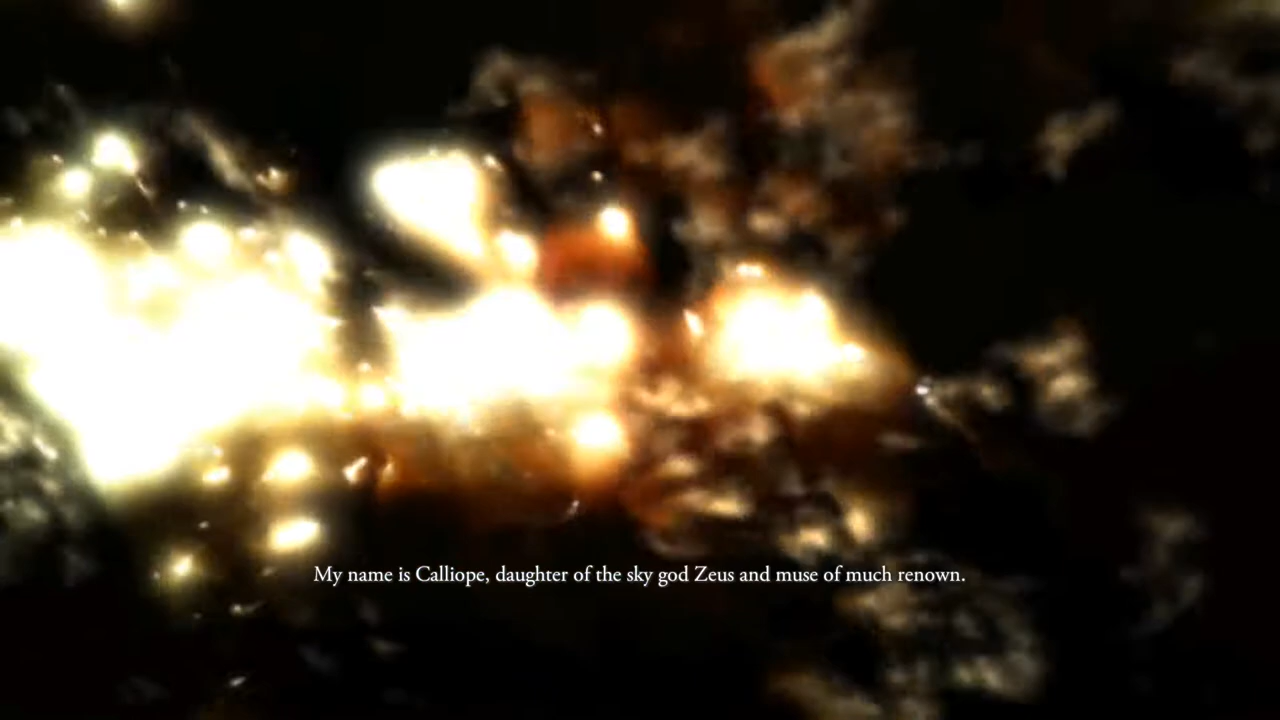 My name is Calliope, daughter of the sky god Zeus and muse of much renown.